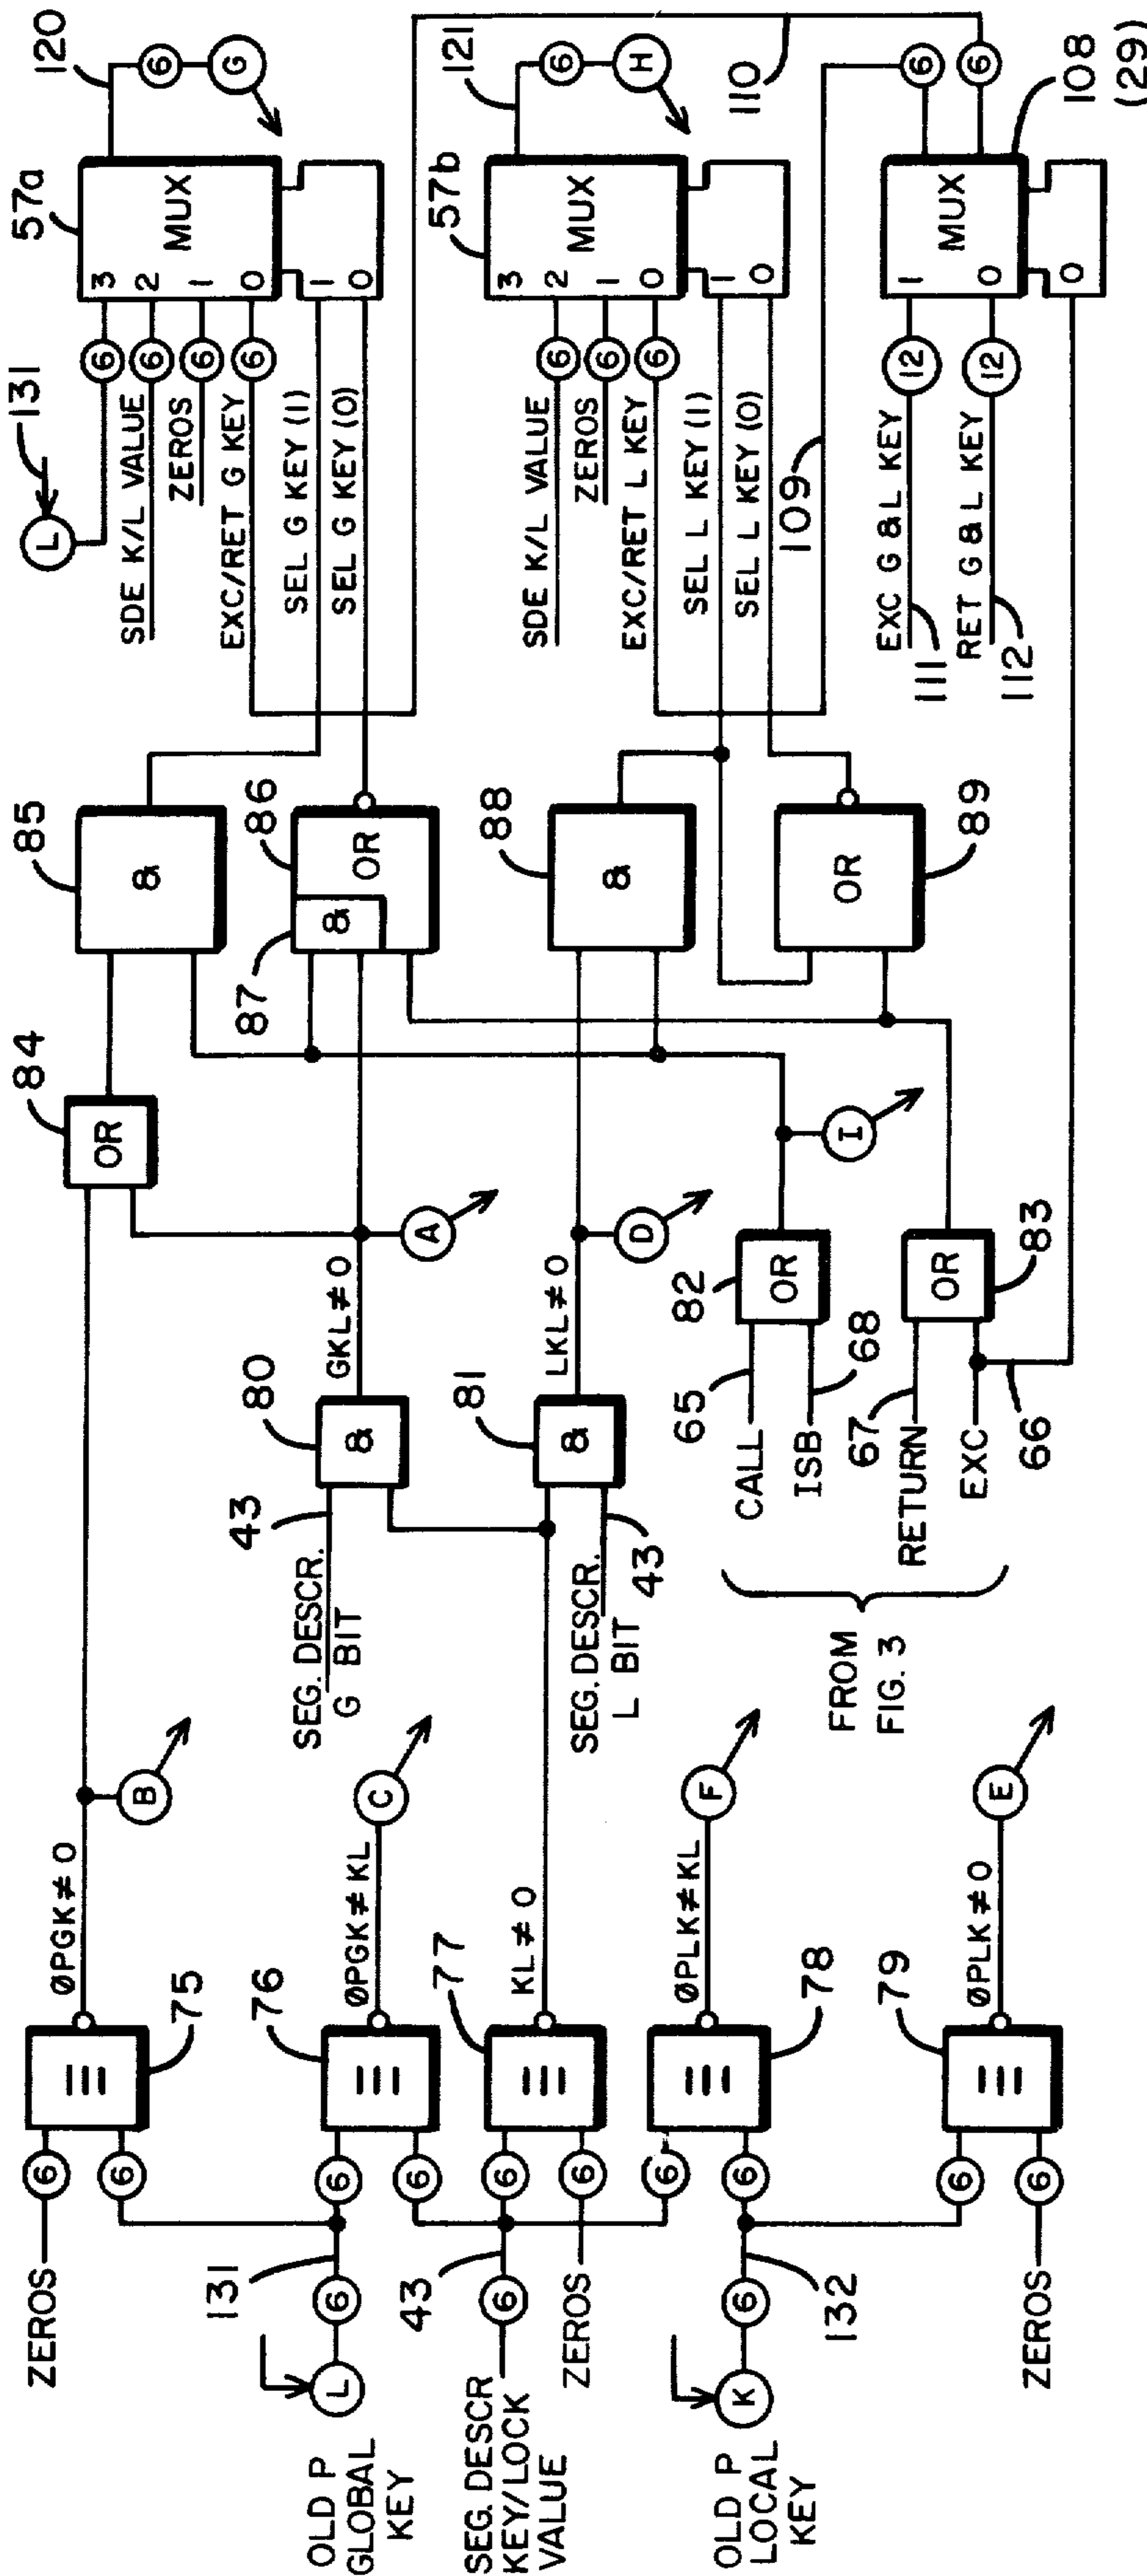 ZEROS
6
6
75
ØPGK≠0
B
OLD P
GLOBAL
KEY
L
6
131
6
6
76
ØPGK≠KL
C
SEG. DESCR
KEY/LOCK
VALUE
6
43
ZEROS
6
6
77
KL≠0
OLD P
LOCAL
KEY
K
6
132
6
6
78
ØPLK≠KL
F
ZEROS
6
6
79
ØPLK≠0
E
SEG. DESCR.
G BIT
43
&
80
GKL≠0
A
SEG. DESCR.
L BIT
43
&
81
LKL≠0
D
FROM
FIG. 3
CALL
65
ISB
68
OR
82
I
RETURN
67
EXC
66
OR
83
OR
84
&
85
&
87
OR
86
&
88
OR
89
L
131
SDE K/L VALUE
ZEROS
EXC/RET G KEY
SEL G KEY (1)
SEL G KEY (0)
6
6
6
6
3
2
1
0
1
0
MUX
57a
120
6
G
SDE K/L VALUE
ZEROS
EXC/RET L KEY
SEL L KEY (1)
SEL L KEY (0)
6
6
6
3
2
1
0
1
0
MUX
57b
121
6
H
109
110
EXC G & L KEY
111
RET G & L KEY
112
12
12
1
0
0
MUX
6
6
108
(29)